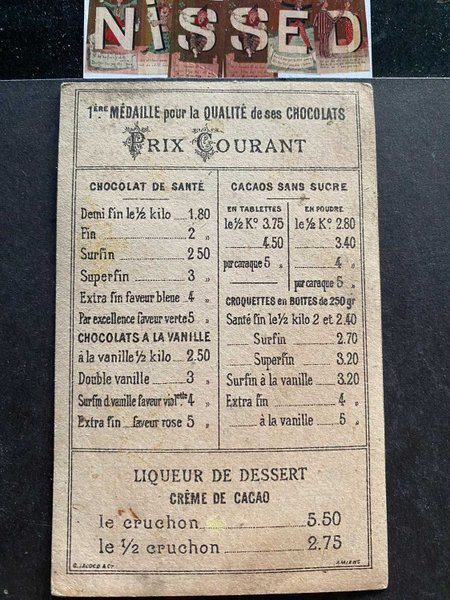 NiSSED
1ÈRE MÉDAILLE pour la QUALITÉ de ses CHOCOLATS
PRIX COURANT
CHOCOLAT DE SANTÉ
Demi fin le ½ kilo 1,80
Fin 2 „
Surfin 2 50
Superfin 3 „
Extra fin faveur bleue 4 „
Par excellence faveur verte 5 „
CHOCOLATS À LA VANILLE
à la vanille ½ kilo 2.50
Double vanille 3 „
Surfin d. vanille faveur viol.ette 4 „
Extra fin faveur rose 5 „
CACAOS SANS SUCRE
EN TABLETTES
le ½ K.º 3.75
4.50
par caraque 5 „
EN POUDRE
le ½ K.º 2.80
3.40
4 „
par caraque 5 „
CROQUETTES en BOITES de 250 gr
Santé fin le ½ kilo 2 et 2.40
Surfin 2.70
Superfin 3.20
Surfin à la vanille 3.20
Extra fin 4 „
à la vanille 5 „
LIQUEUR DE DESSERT
CRÊME DE CACAO
le cruchon 5.50
le ½ cruchon 2.75
AMIENS